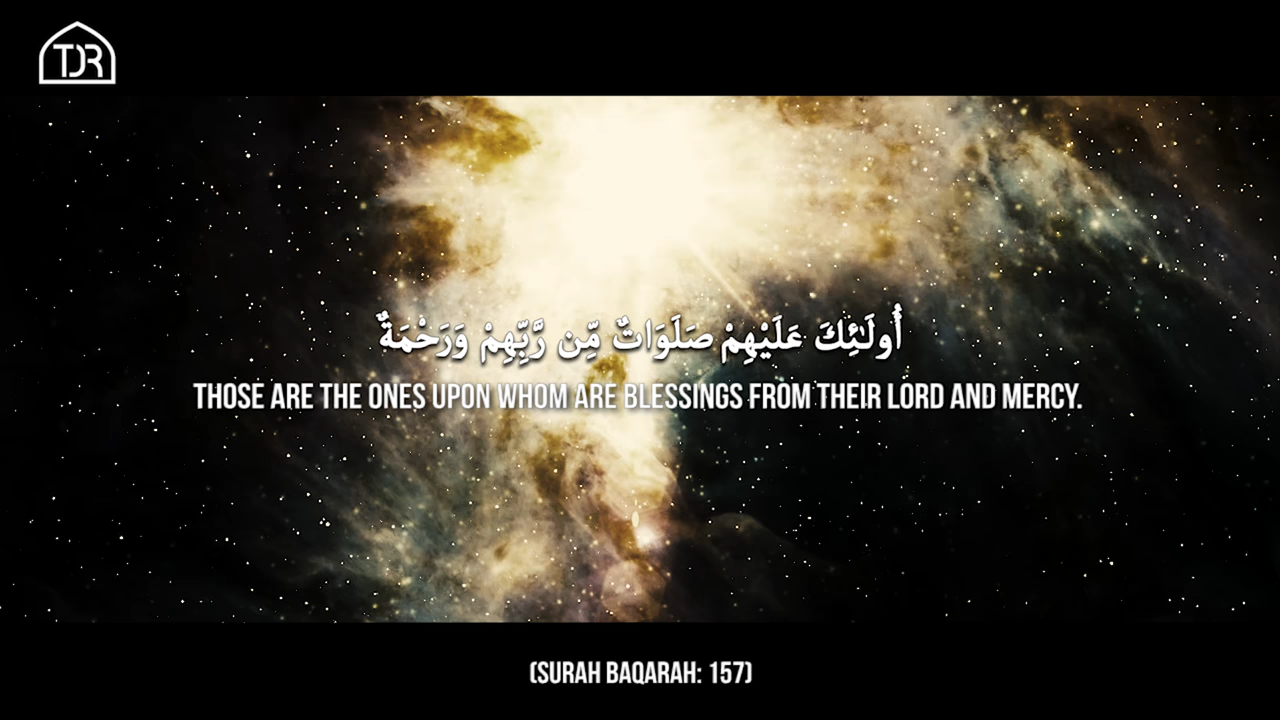 TDR
أُولَٰئِكَ عَلَيْهِمْ صَلَوَاتٌ مِّن رَّبِّهِمْ وَرَحْمَةٌ
THOSE ARE THE ONES UPON WHOM ARE BLESSINGS FROM THEIR LORD AND MERCY.
(SURAH BAQARAH: 157)